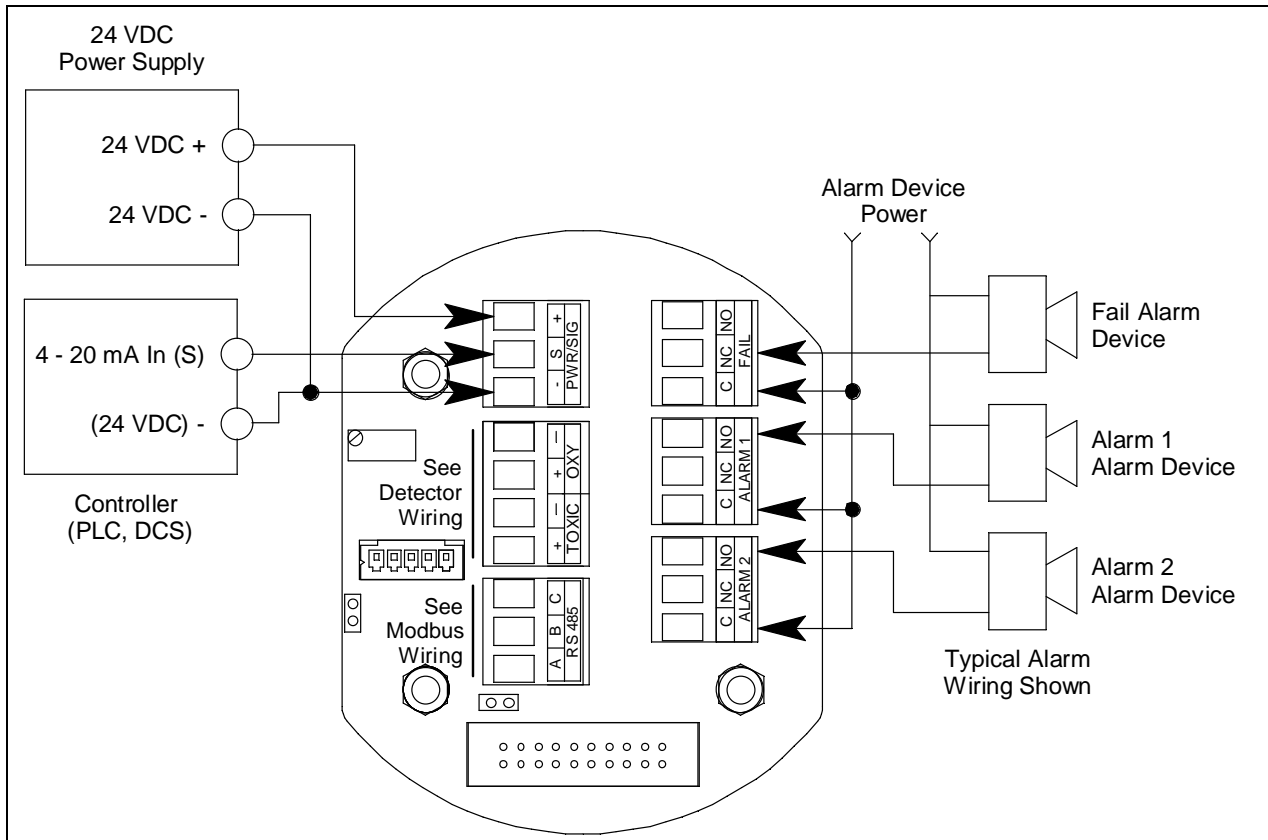 24 VDC
Power Supply
24 VDC +
24 VDC -
4 - 20 mA In (S)
(24 VDC) -
Controller
(PLC, DCS)
+
S
-
PWR/SIG
See
Detector
Wiring
–
+
OXY
–
+
TOXIC
See
Modbus
Wiring
C
B
A
RS 485
Alarm Device
Power
NO
NC
C
FAIL
NO
NC
C
ALARM 1
NO
NC
C
ALARM 2
Fail Alarm
Device
Alarm 1
Alarm Device
Alarm 2
Alarm Device
Typical Alarm
Wiring Shown